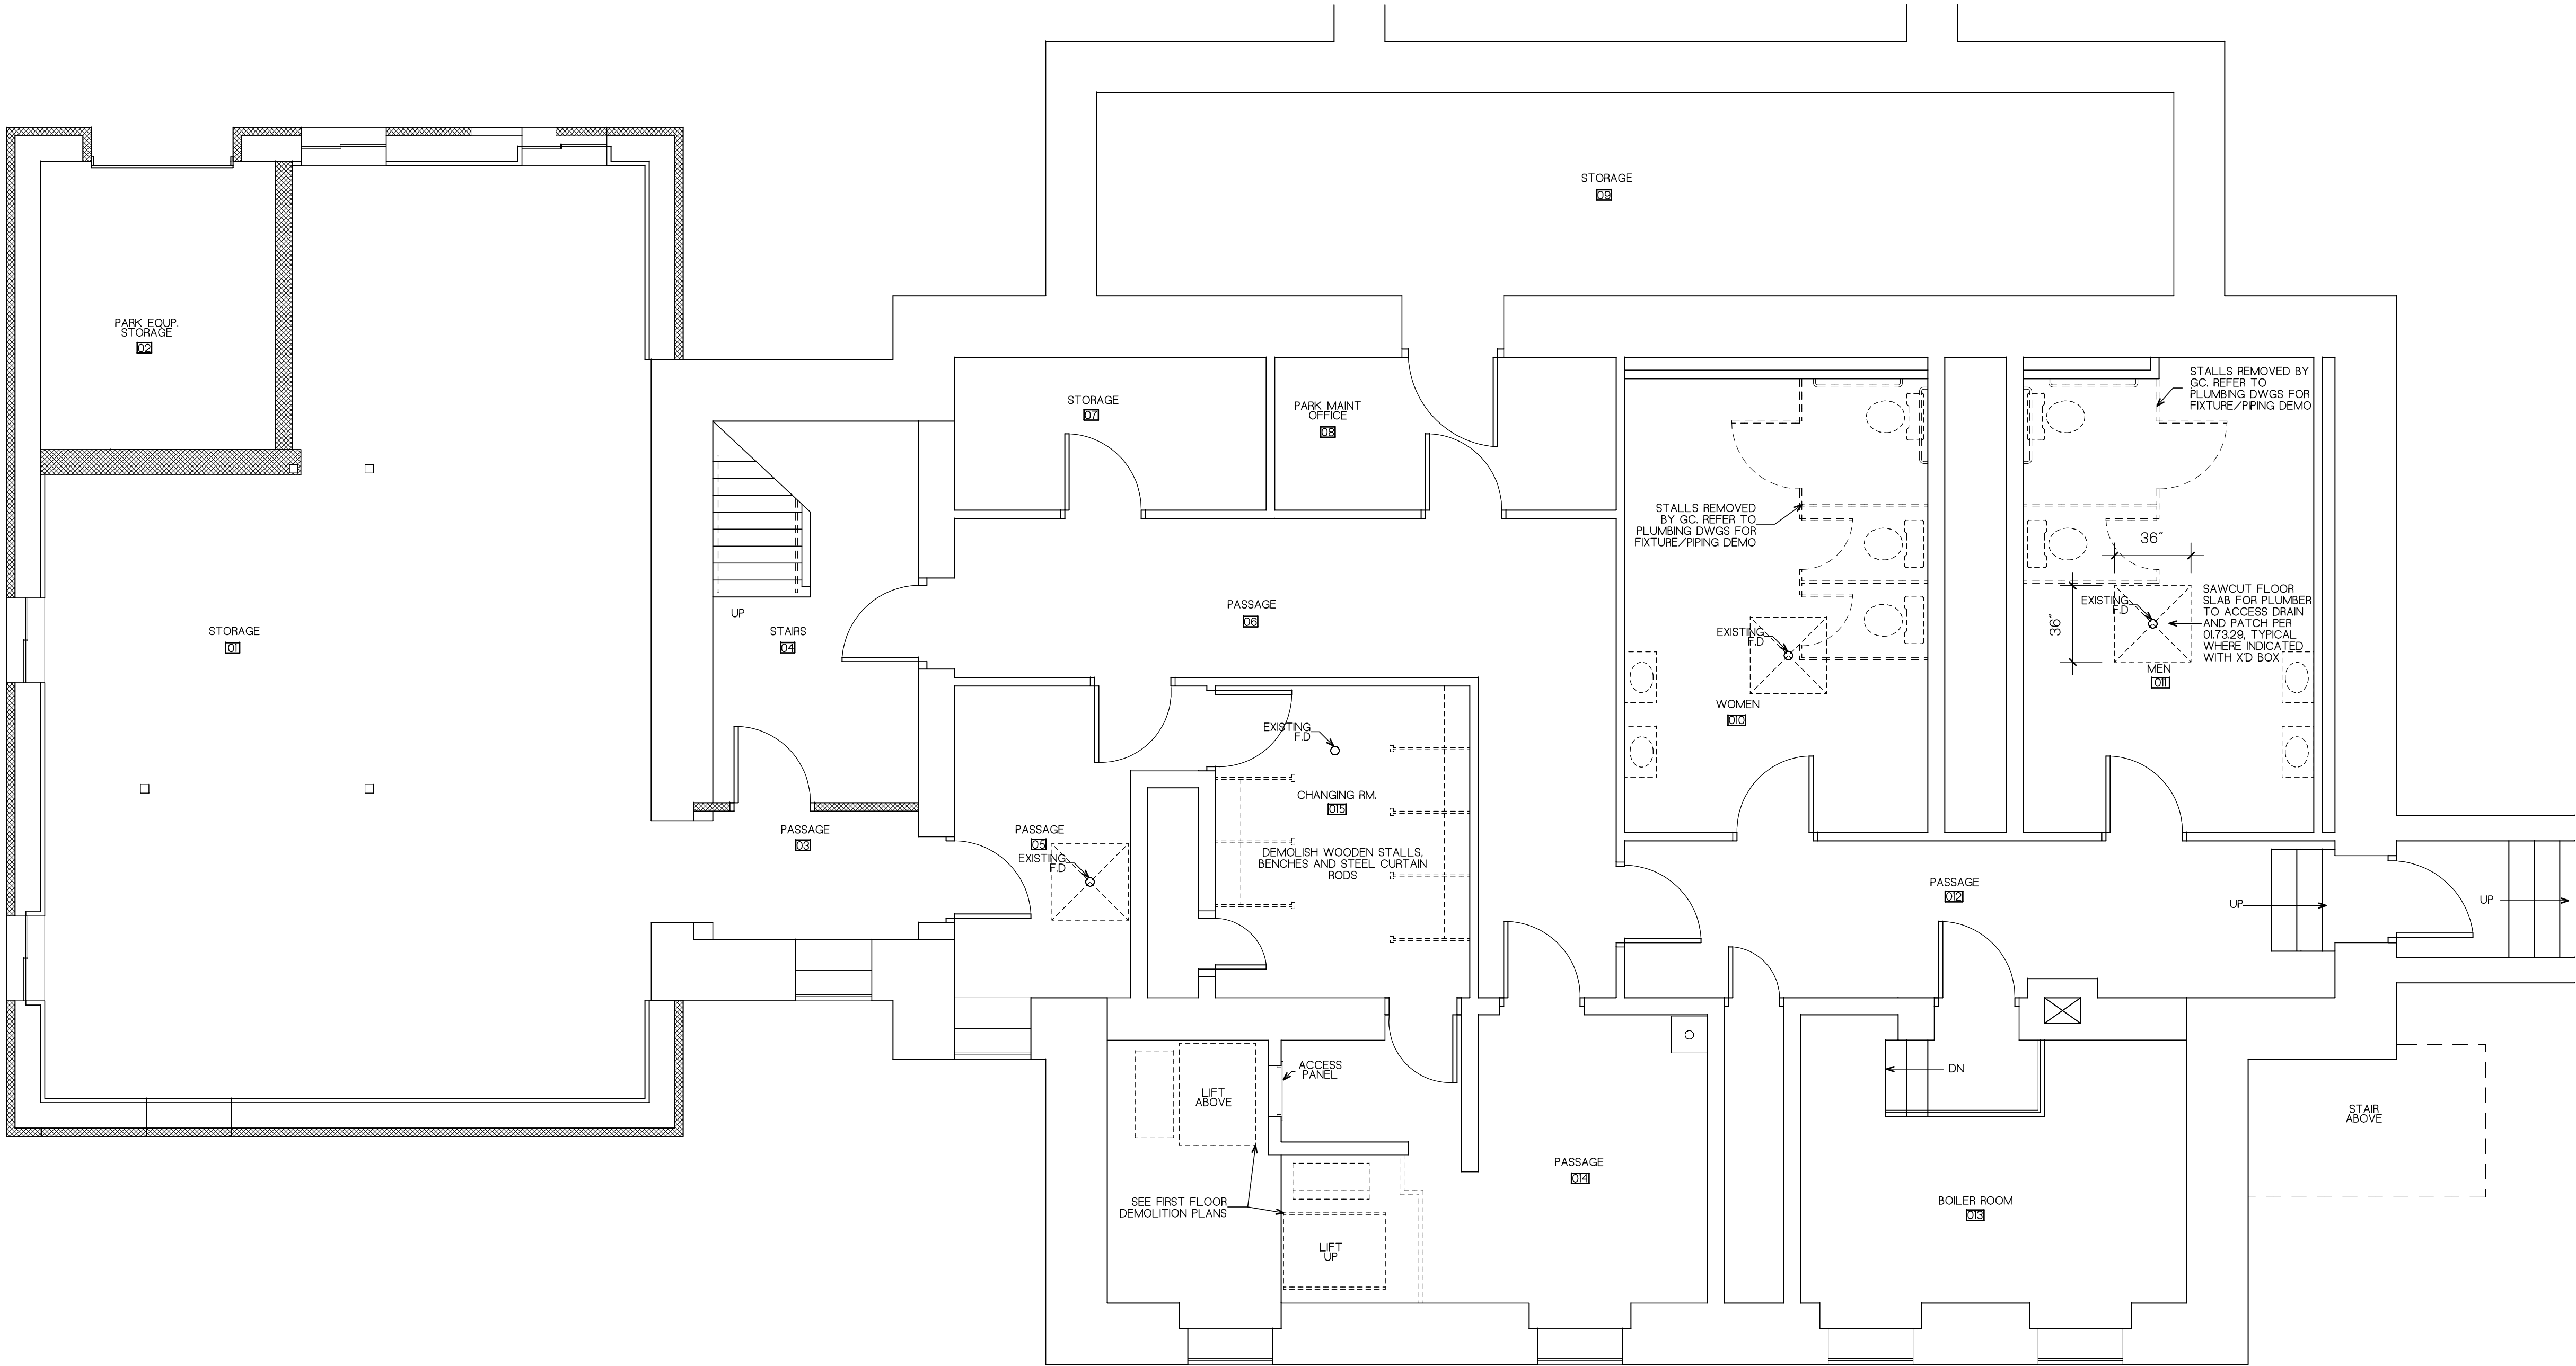 STORAGE
09
PARK EQUP.
STORAGE
02
STORAGE
07
PARK MAINT
OFFICE
08
STALLS REMOVED BY
GC. REFER TO
PLUMBING DWGS FOR
FIXTURE/PIPING DEMO
STALLS REMOVED
BY GC. REFER TO
PLUMBING DWGS FOR
FIXTURE/PIPING DEMO
36"
36"
SAWCUT FLOOR
SLAB FOR PLUMBER
TO ACCESS DRAIN
AND PATCH PER
01.73.29, TYPICAL
WHERE INDICATED
WITH X'D BOX
EXISTING
F.D
MEN
011
EXISTING
F.D
WOMEN
010
STORAGE
01
UP
STAIRS
04
PASSAGE
06
EXISTING
F.D
CHANGING RM.
015
DEMOLISH WOODEN STALLS,
BENCHES AND STEEL CURTAIN
RODS
PASSAGE
03
PASSAGE
05
EXISTING
F.D
PASSAGE
012
UP
UP
ACCESS
PANEL
LIFT
ABOVE
DN
STAIR
ABOVE
PASSAGE
014
SEE FIRST FLOOR
DEMOLITION PLANS
LIFT
UP
BOILER ROOM
013